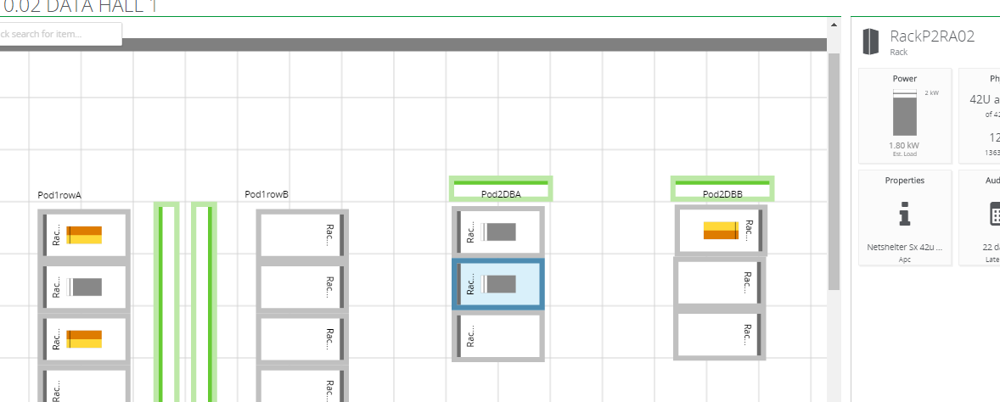 0.02 DATA HALL 1
ck search for item...
RackP2RA02
Rack
Power
2 kW
1.80 kW
Est. Load
Ph
42U a
of 42
12
1363
Properties
Netshelter Sx 42u ...
Apc
Aud
22 da
Late
Pod1rowA
Pod1rowB
Pod2DBA
Pod2DBB
Rac...
Rac...
Rac...
Rac...
Rac...
Rac...
Rac...
Rac...
Rac...
Rac...
Rac...
Rac...
Rac...
Rac...